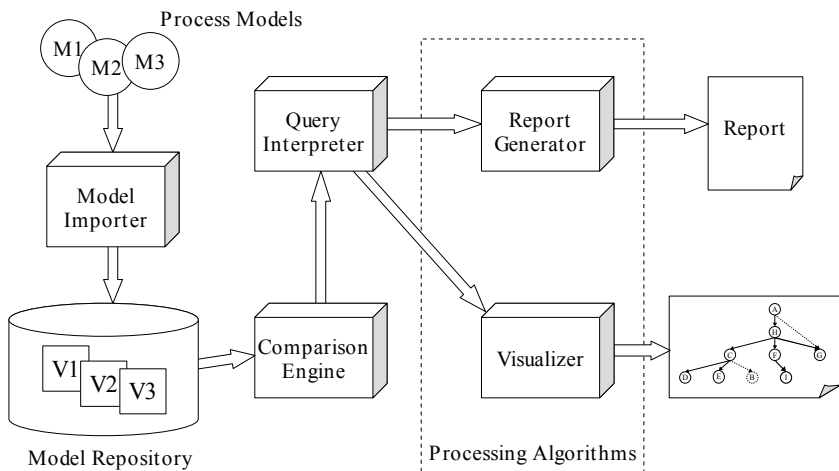 Process Models
M1
M2
M3
Model
Importer
V1
V2
V3
Model Repository
Comparison
Engine
Query
Interpreter
Report
Generator
Visualizer
Processing Algorithms
Report
A
H
C
F
G
D
E
B
I